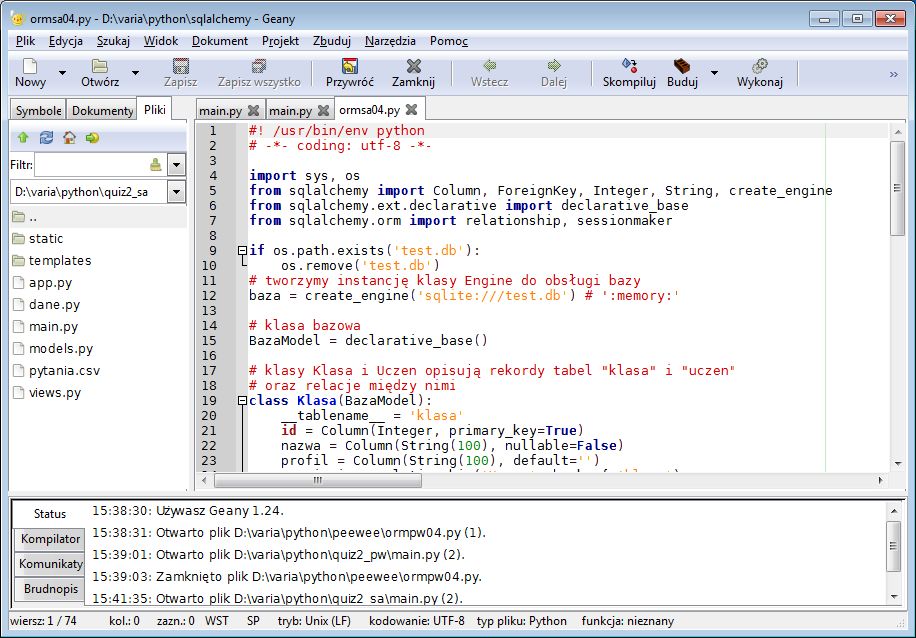 ormsa04.py - D:\varia\python\sqlalchemy - Geany
Plik Edycja Szukaj Widok Dokument Projekt Zbuduj Narzędzia Pomoc
Nowy Otwórz Zapisz Zapisz wszystko Przywróć Zamknij Wstecz Dalej Skompiluj Buduj Wykonaj »
Symbole Dokumenty Pliki
Filtr:
D:\varia\python\quiz2_sa
..
static
templates
app.py
dane.py
main.py
models.py
pytania.csv
views.py
main.py main.py ormsa04.py
1 #! /usr/bin/env python
2 # -*- coding: utf-8 -*-
3
4 import sys, os
5 from sqlalchemy import Column, ForeignKey, Integer, String, create_engine
6 from sqlalchemy.ext.declarative import declarative_base
7 from sqlalchemy.orm import relationship, sessionmaker
8
9 if os.path.exists('test.db'):
10     os.remove('test.db')
11 # tworzymy instancję klasy Engine do obsługi bazy
12 baza = create_engine('sqlite:///test.db') # ':memory:'
13
14 # klasa bazowa
15 BazaModel = declarative_base()
16
17 # klasy Klasa i Uczen opisują rekordy tabel "klasa" i "uczen"
18 # oraz relacje między nimi
19 class Klasa(BazaModel):
20     __tablename__ = 'klasa'
21     id = Column(Integer, primary_key=True)
22     nazwa = Column(String(100), nullable=False)
23     profil = Column(String(100), default='')
Status
Kompilator
Komunikaty
Brudnopis
15:38:30: Używasz Geany 1.24.
15:38:31: Otwarto plik D:\varia\python\peewee\ormpw04.py (1).
15:39:01: Otwarto plik D:\varia\python\quiz2_pw\main.py (2).
15:39:03: Zamknięto plik D:\varia\python\peewee\ormpw04.py.
15:41:35: Otwarto plik D:\varia\python\quiz2_sa\main.py (2).
wiersz: 1 / 74 kol.: 0 zazn.: 0 WST SP tryb: Unix (LF) kodowanie: UTF-8 typ pliku: Python funkcja: nieznany